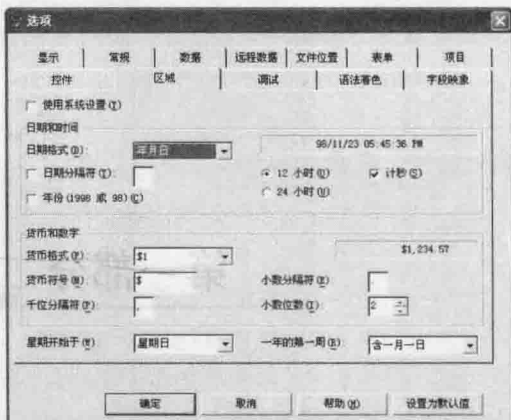 选项
显示 常规 数据 远程数据 文件位置 表单 项目
控件 区域 调试 语法着色 字段映象
使用系统设置(T)
日期和时间
日期格式(D): 年月日 98/11/23 05:45:36 PM
日期分隔符(T): 12 小时(U) 计秒(S)
年份(1998 或 98)(C) 24 小时(U)
货币和数字
货币格式(F): $1 $1,234.57
货币符号(M): $ 小数分隔符(E)
千位分隔符(P): , 小数位数(I): 2
星期开始于(W) 星期日 一年的第一周(R): 含一月一日
确定 取消 帮助(H) 设置为默认值